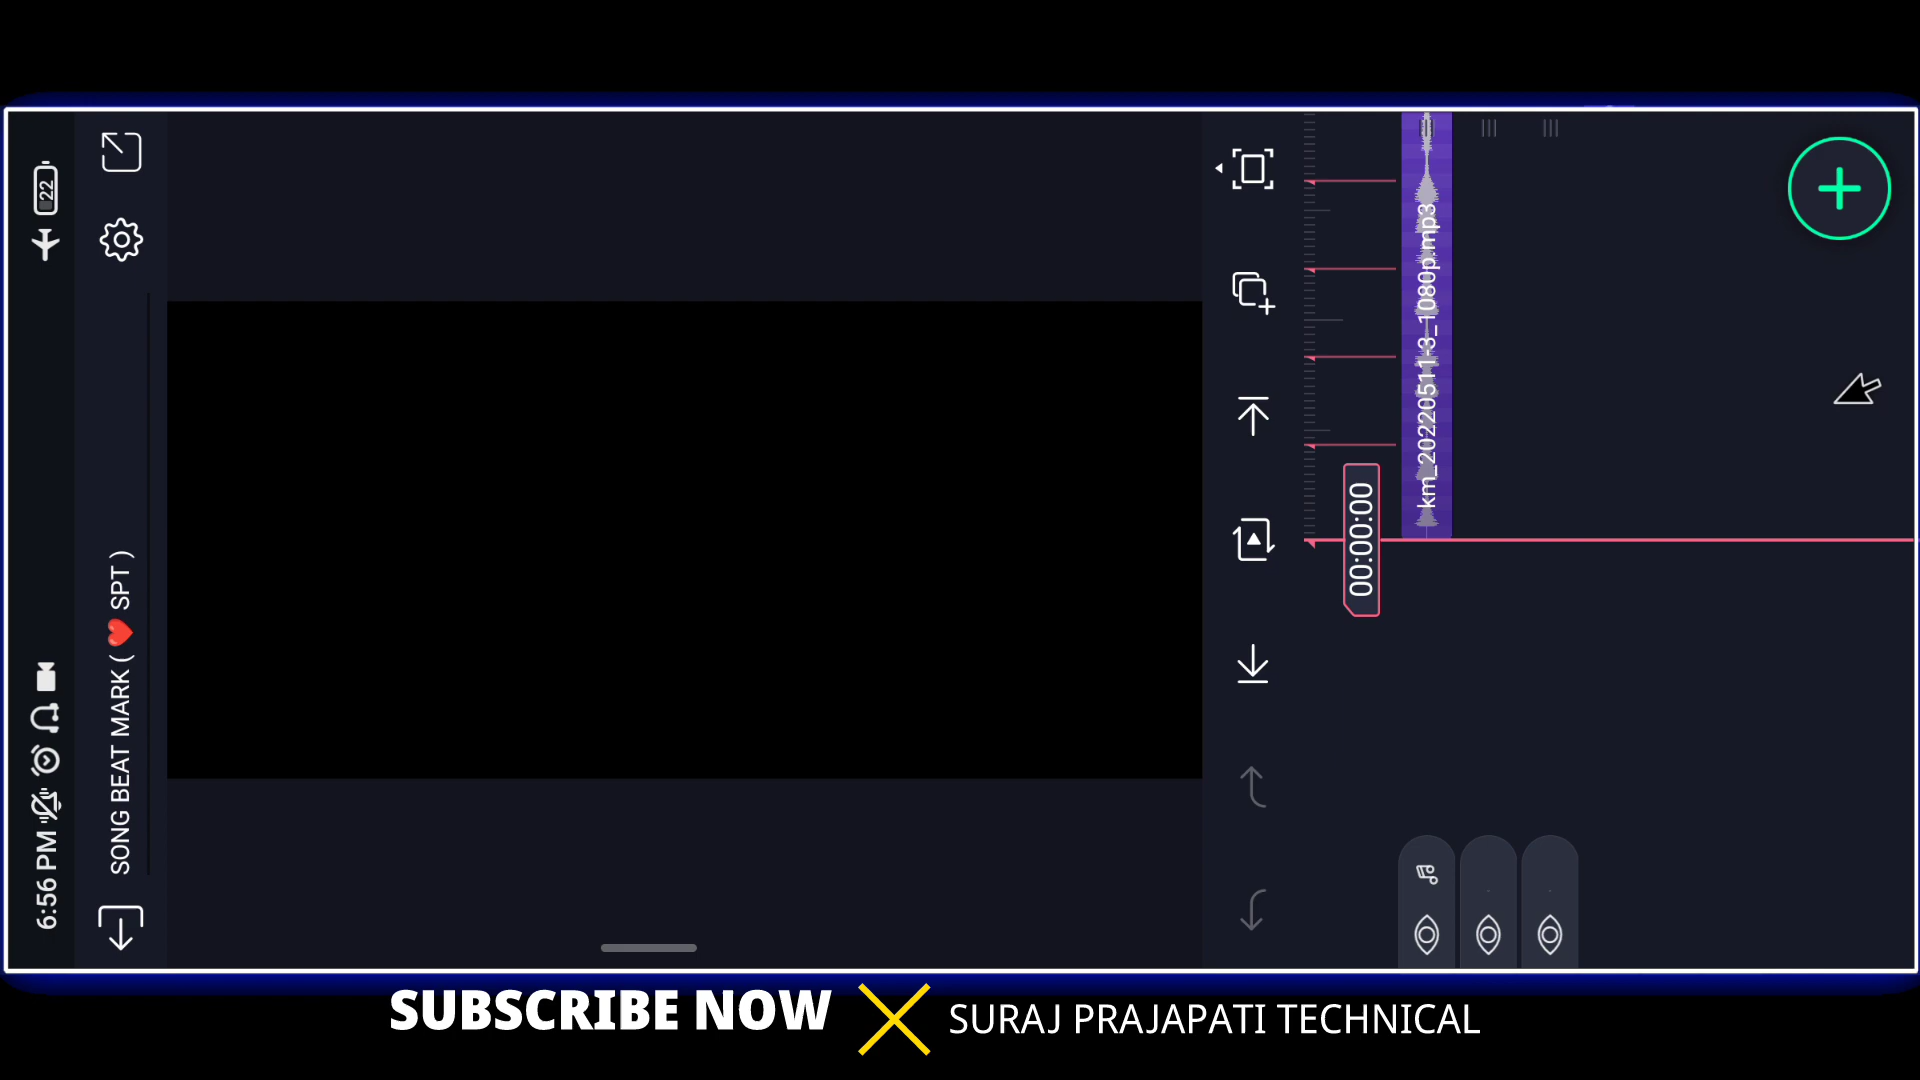 22
6:56 PM
SONG BEAT MARK ( ❤️ SPT )
km_20220511-3_1080p.mp3
00:00:00
SUBSCRIBE NOW
SURAJ PRAJAPATI TECHNICAL